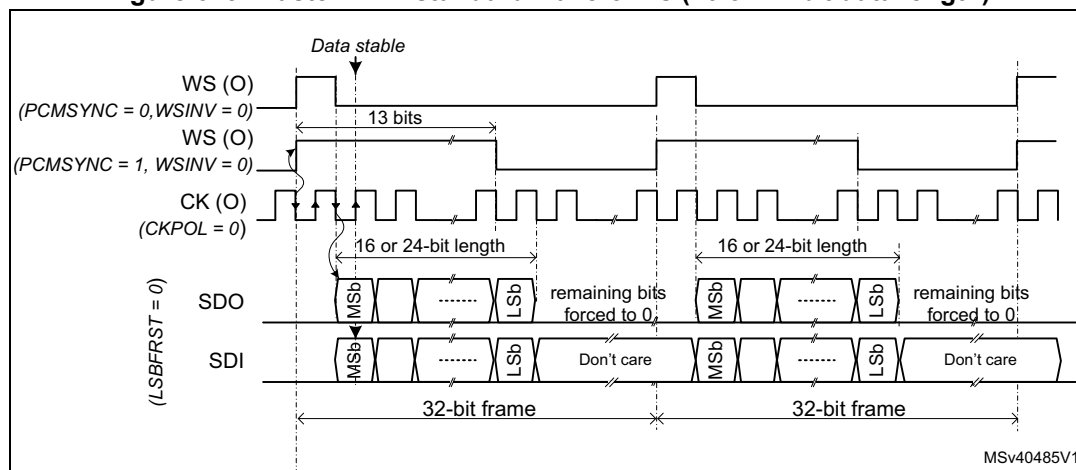 Data stable
WS (O)
(PCMSYNC = 0,WSINV = 0)
13 bits
WS (O)
(PCMSYNC = 1, WSINV = 0)
CK (O)
(CKPOL = 0)
16 or 24-bit length
16 or 24-bit length
(LSBFRST = 0)
SDO
MSb
LSb
remaining bits
forced to 0
MSb
LSb
remaining bits
forced to 0
SDI
MSb
LSb
Don't care
MSb
LSb
Don't care
32-bit frame
32-bit frame
MSv40485V1